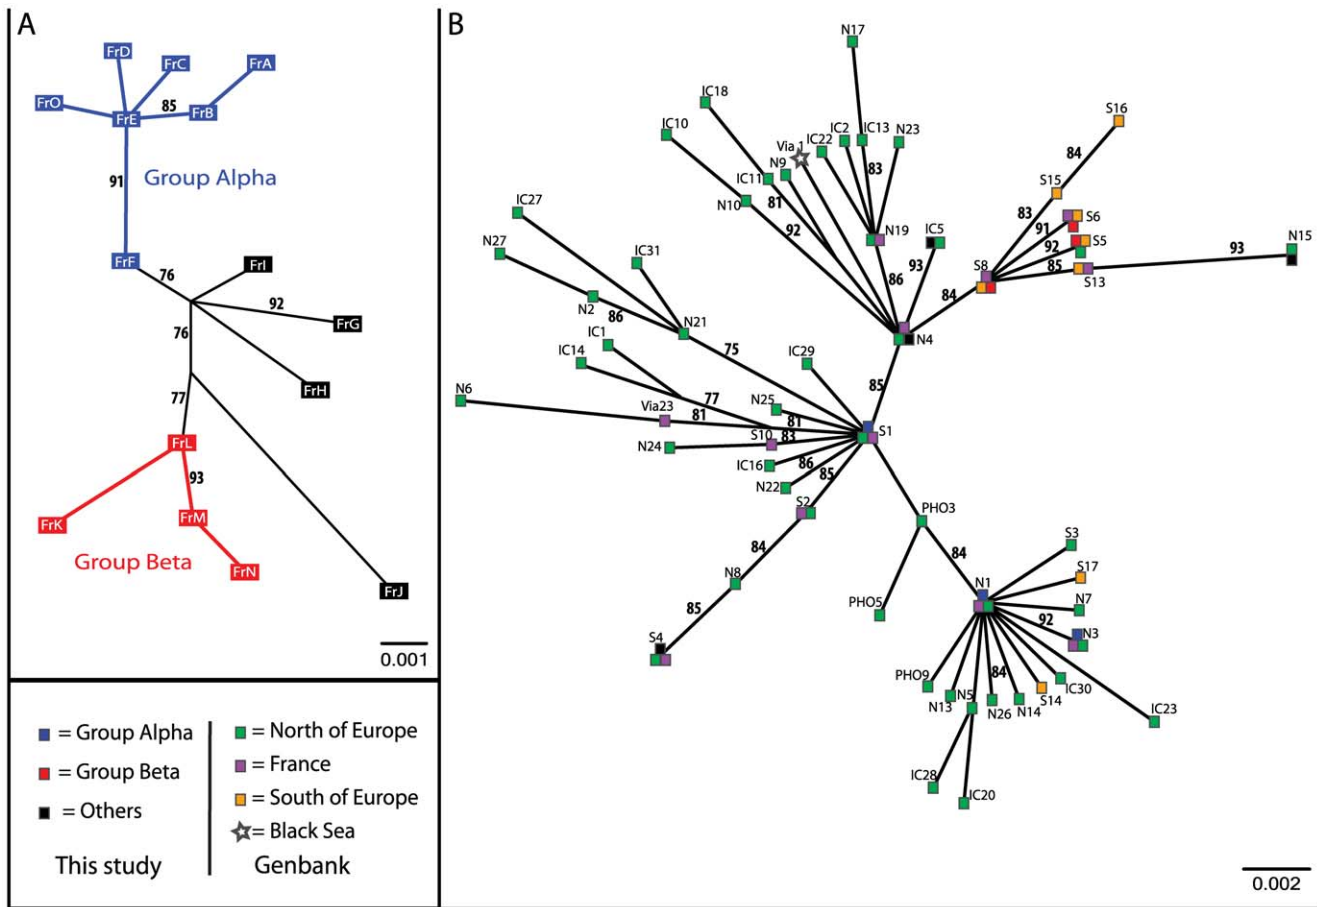 A
FrD
FrC
FrA
FrO
85
FrE
FrB
91
Group Alpha
FrF
76
FrI
92
FrG
76
FrH
77
FrL
93
FrK
FrM
Group Beta
FrN
FrJ
0.001
B
N17
IC18
S16
IC10
IC2
IC13
N23
Via 1
IC22
84
N9
83
IC11
S15
81
83
S6
N10
92
91
IC27
N19
IC5
92
S5
N15
N27
IC31
93
S8
85
93
S13
86
84
N2
86
N21
N4
IC1
75
IC29
IC14
85
N6
77
N25
Via23
81
81
S1
S10
83
N24
IC16
86
85
N22
S2
PHO3
S3
84
84
S17
N8
N1
N7
PHO5
92
N3
85
S4
PHO9
84
IC30
N13
N5
N26
N14
S14
IC23
IC28
IC20
0.002
= Group Alpha
= Group Beta
= Others
This study
= North of Europe
= France
= South of Europe
= Black Sea
Genbank